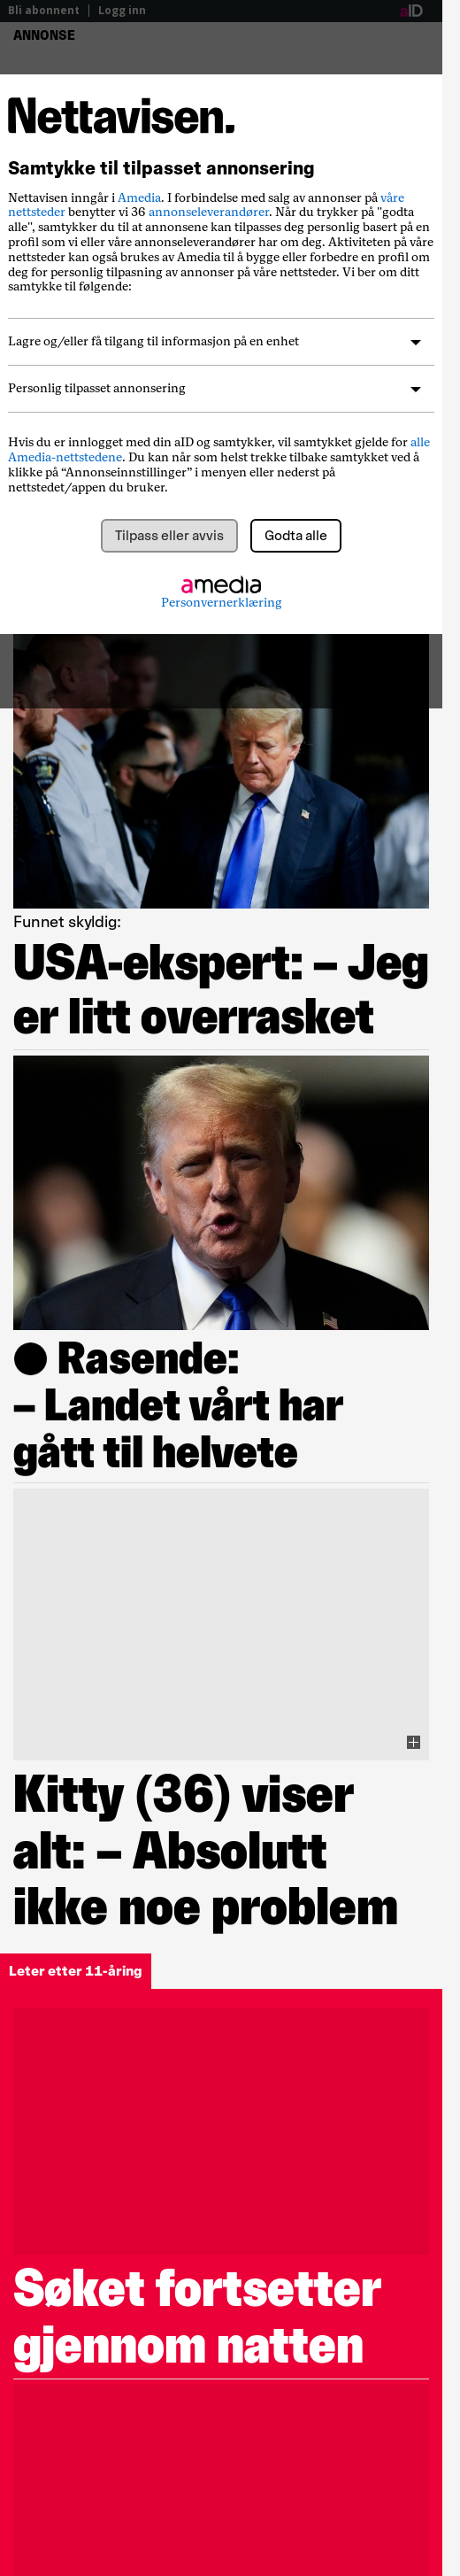 Bli abonnent | Logg inn
aID
ANNONSE
Nettavisen.
Samtykke til tilpasset annonsering
Nettavisen inngår i Amedia. I forbindelse med salg av annonser på våre
nettsteder benytter vi 36 annonseleverandører. Når du trykker på "godta
alle", samtykker du til at annonsene kan tilpasses deg personlig basert på en
profil som vi eller våre annonseleverandører har om deg. Aktiviteten på våre
nettsteder kan også brukes av Amedia til å bygge eller forbedre en profil om
deg for personlig tilpasning av annonser på våre nettsteder. Vi ber om ditt
samtykke til følgende:
Lagre og/eller få tilgang til informasjon på en enhet
Personlig tilpasset annonsering
Hvis du er innlogget med din aID og samtykker, vil samtykket gjelde for alle
Amedia-nettstedene. Du kan når som helst trekke tilbake samtykket ved å
klikke på “Annonseinnstillinger” i menyen eller nederst på
nettstedet/appen du bruker.
Tilpass eller avvis
Godta alle
amedia
Personvernerklæring
Funnet skyldig:
USA-ekspert: – Jeg
er litt overrasket
● Rasende:
– Landet vårt har
gått til helvete
Kitty (36) viser
alt: – Absolutt
ikke noe problem
Leter etter 11-åring
Søket fortsetter
gjennom natten